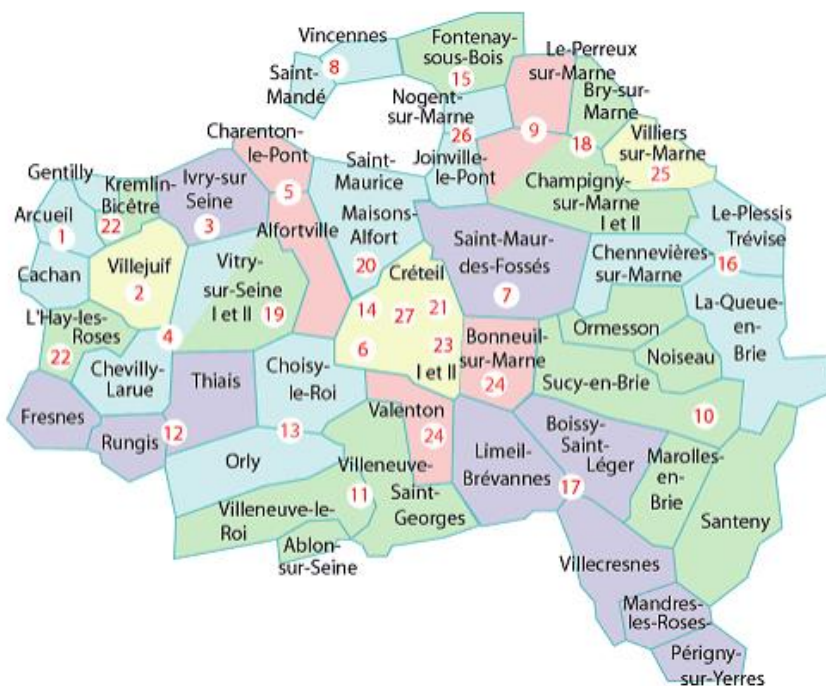 Vincennes
8
Saint-
Mandé
Fontenay-
sous-Bois
15
Le-Perreux
sur-Marne
Bry-sur-
Marne
Nogent-
sur-Marne
26
9
18
Villiers
sur-Marne
25
Charenton-
le-Pont
5
Saint-
Maurice
Joinville-
le-Pont
Champigny-
sur-Marne
I et II
Gentilly
Kremlin-
Bicêtre
22
Ivry-sur
Seine
3
Arcueil
1
Alfortville
Maisons-
Alfort
20
Saint-Maur-
des-Fossés
7
Le-Plessis
Trévise
16
Chennevières-
sur-Marne
Cachan
Villejuif
2
Vitry-
sur-Seine
I et II
19
Créteil
14
27
21
6
23
I et II
La-Queue-
en-
Brie
L'Hay-les-
Roses
22
4
Chevilly-
Larue
Thiais
Choisy-
le-Roi
Bonneuil-
sur-Marne
24
Ormesson
Noiseau
Sucy-en-Brie
10
Fresnes
Rungis
12
13
Valenton
24
Boissy-
Saint-
Léger
Limeil-
Brévannes
17
Marolles-
en-
Brie
Orly
Villeneuve-
Saint-
Georges
11
Villeneuve-le-
Roi
Ablon-
sur-Seine
Santeny
Villecresnes
Mandres-
les-Roses-
Périgny-
sur-Yerres